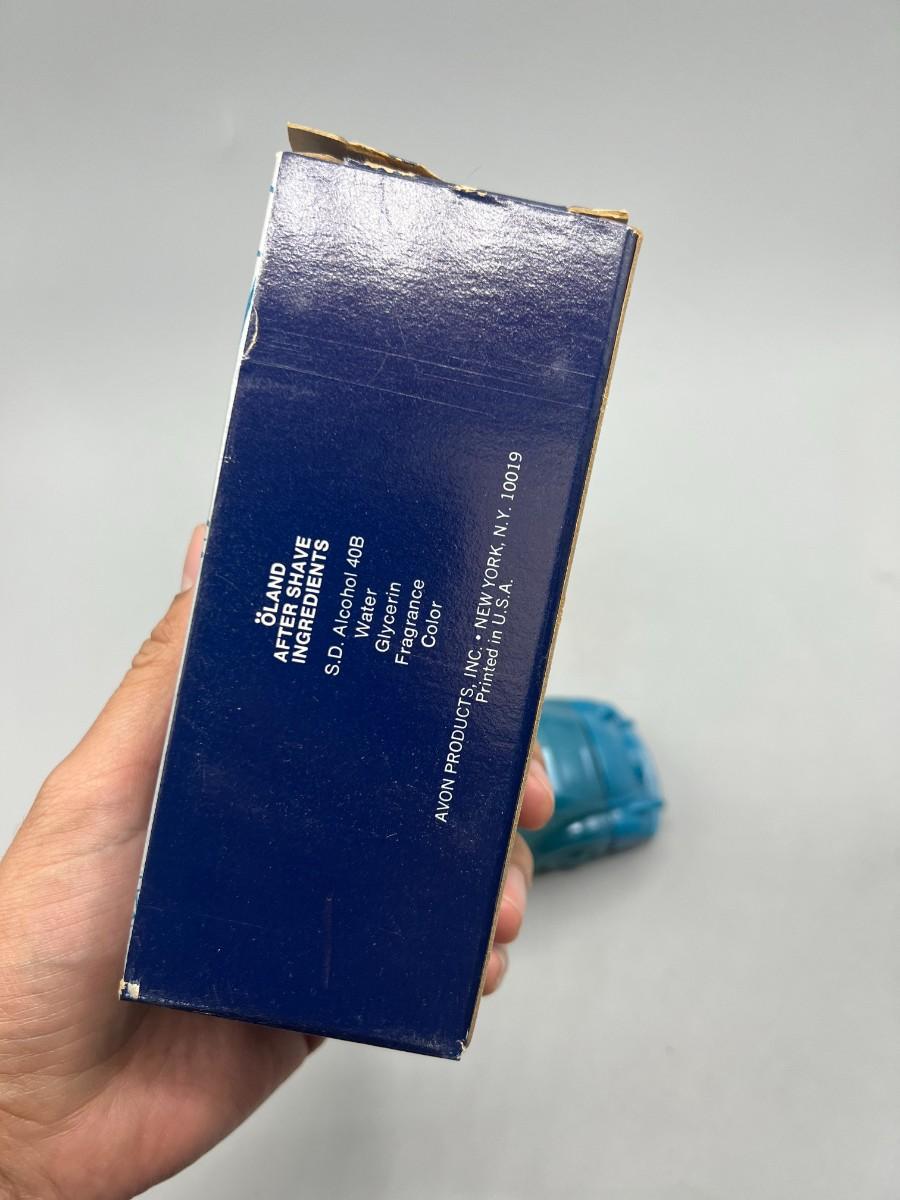 ÖLAND
AFTER SHAVE
INGREDIENTS
S.D. Alcohol 40B
Water
Glycerin
Fragrance
Color
AVON PRODUCTS, INC. • NEW YORK, N.Y. 10019
Printed in U.S.A.